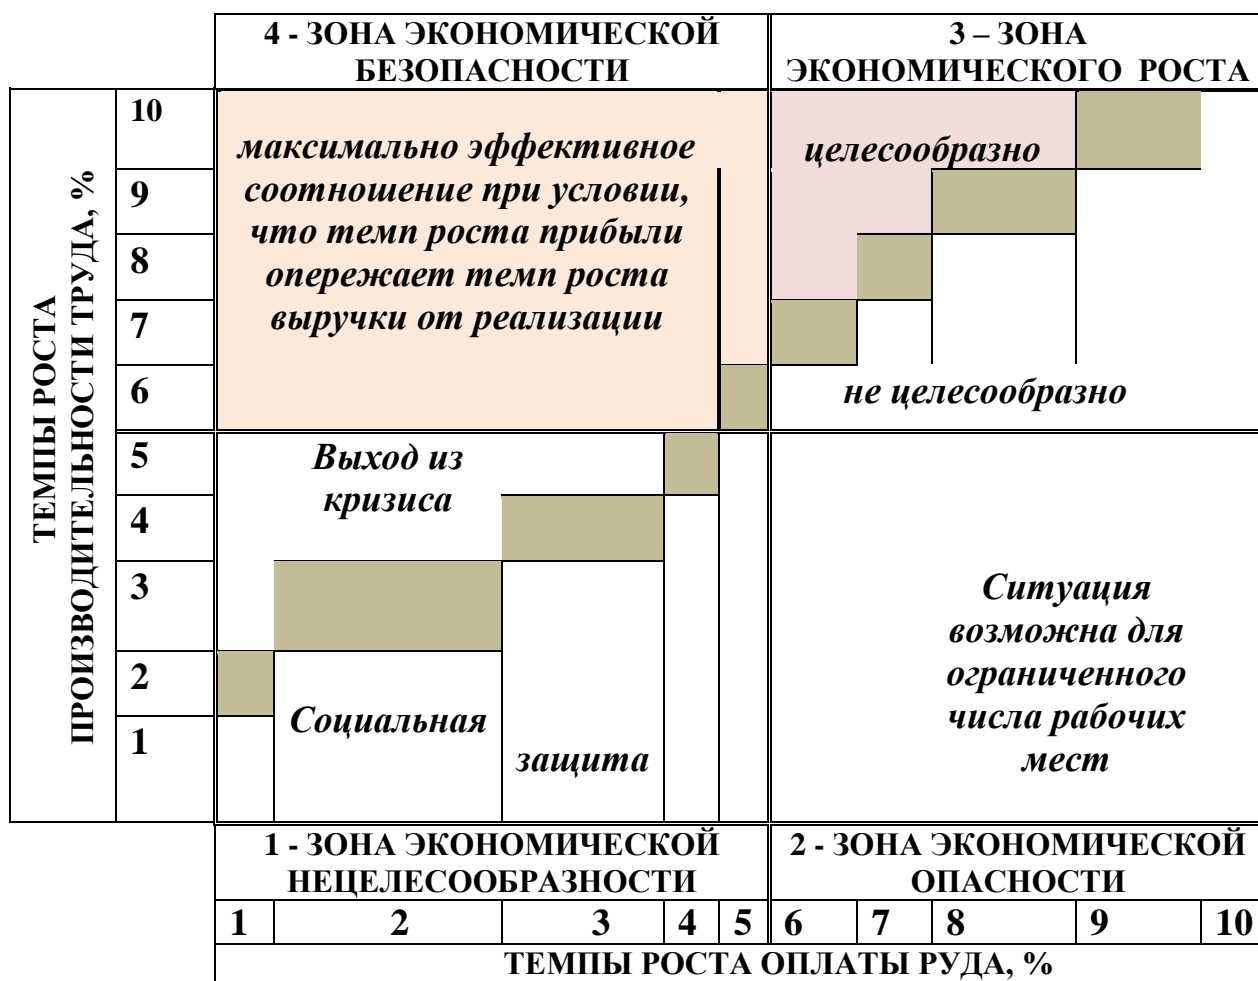 4 - ЗОНА ЭКОНОМИЧЕСКОЙ
БЕЗОПАСНОСТИ
3 – ЗОНА
ЭКОНОМИЧЕСКОГО РОСТА
ТЕМПЫ РОСТА
ПРОИЗВОДИТЕЛЬНОСТИ ТРУДА, %
10
9
8
7
6
5
4
3
2
1
максимально эффективное
соотношение при условии,
что темп роста прибыли
опережает темп роста
выручки от реализации
целесообразно
не целесообразно
Выход из
кризиса
Социальная
защита
Ситуация
возможна для
ограниченного
числа рабочих
мест
1 - ЗОНА ЭКОНОМИЧЕСКОЙ
НЕЦЕЛЕСООБРАЗНОСТИ
2 - ЗОНА ЭКОНОМИЧЕСКОЙ
ОПАСНОСТИ
1 2 3 4 5 6 7 8 9 10
ТЕМПЫ РОСТА ОПЛАТЫ РУДА, %